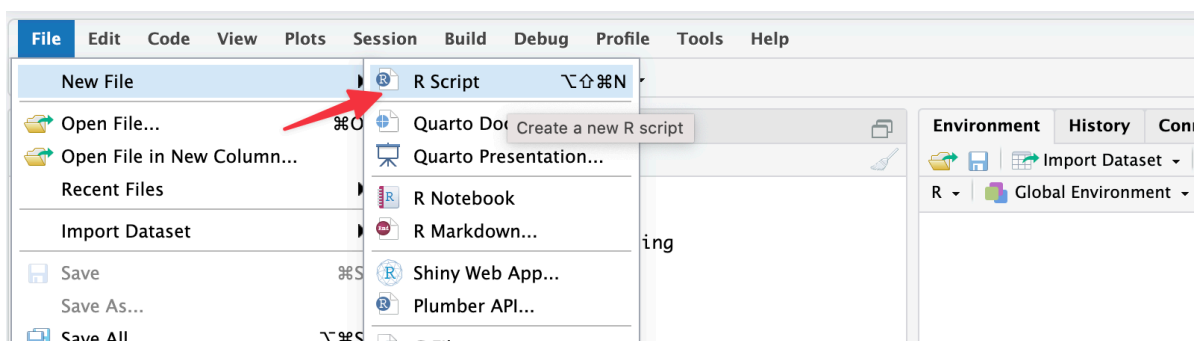 File Edit Code View Plots Session Build Debug Profile Tools Help
New File
R Script ⌥⇧⌘N
Open File... ⌘O
Quarto Doc
Create a new R script
Open File in New Column...
Quarto Presentation...
Recent Files
R Notebook
Import Dataset
R Markdown...
ing
Save ⌘S
Shiny Web App...
Save As...
Plumber API...
Save All ⌥⌘S
Environment History Con
Import Dataset
R Global Environment